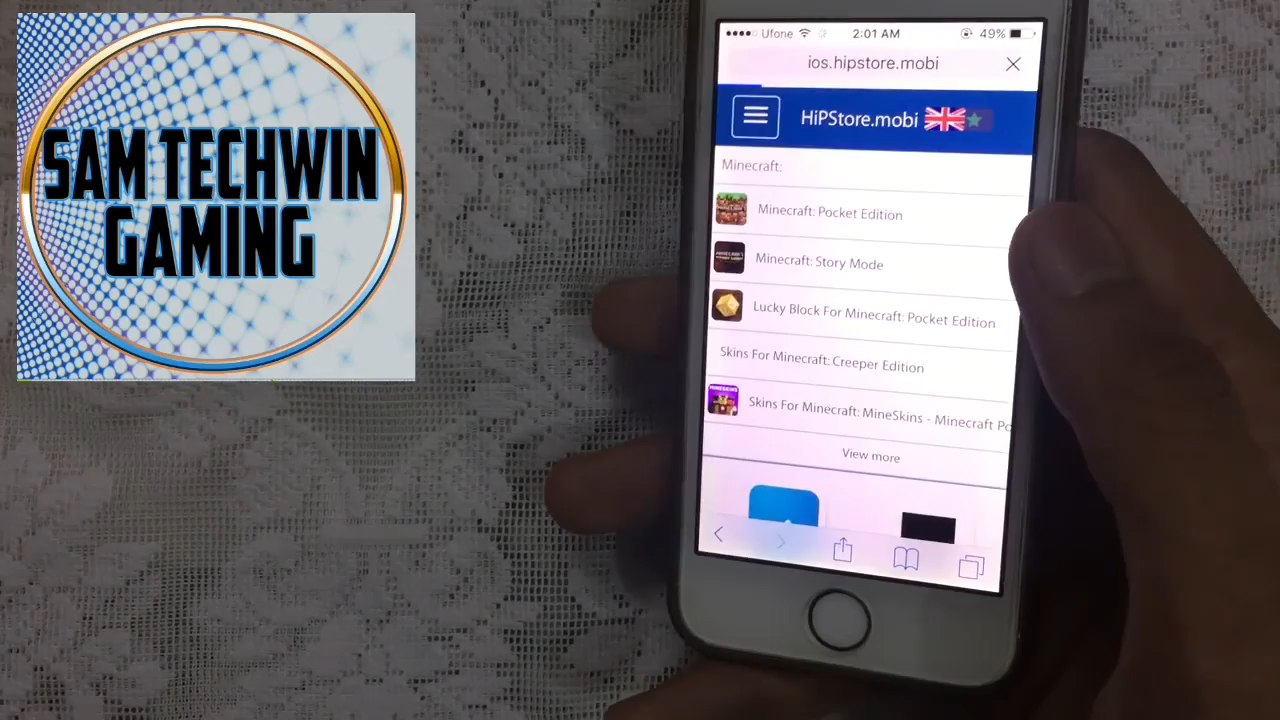 SAM TECHWIN
GAMING
Ufone
2:01 AM
49%
ios.hipstore.mobi
HiPStore.mobi
Minecraft:
Minecraft: Pocket Edition
Minecraft: Story Mode
Lucky Block For Minecraft: Pocket Edition
Skins For Minecraft: Creeper Edition
Skins For Minecraft: MineSkins - Minecraft Po
View more